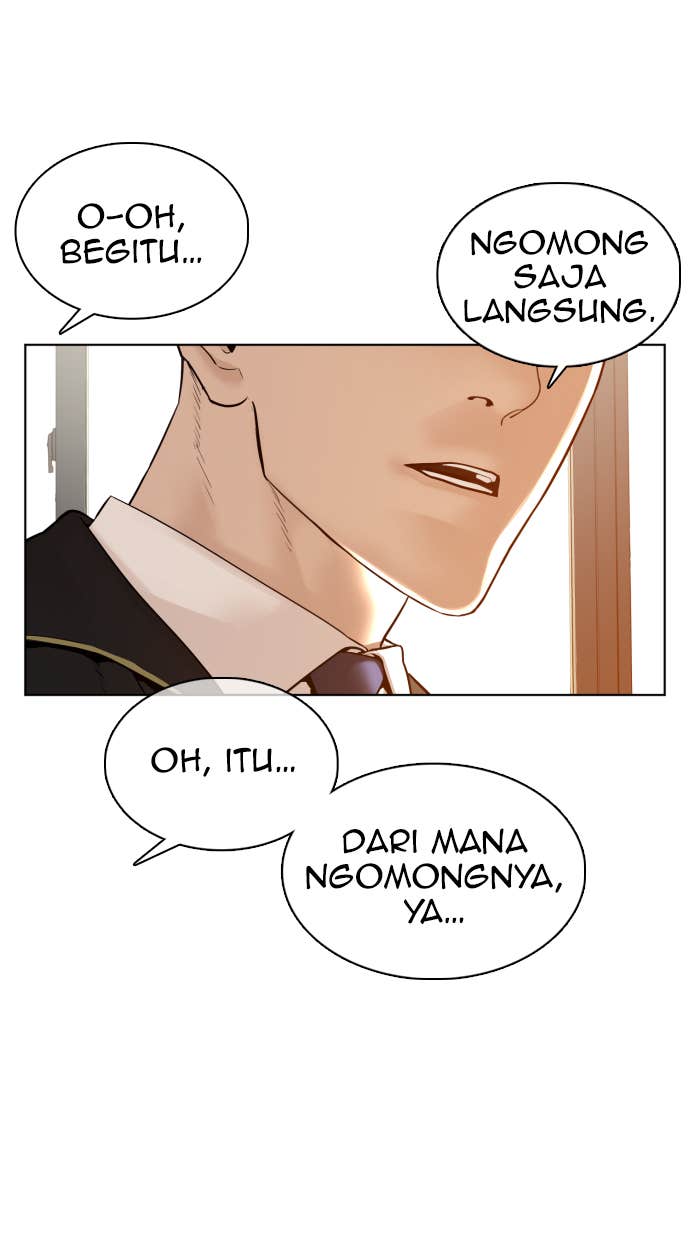 O-OH,
BEGITU...
NGOMONG
SAJA
LANGSUNG.
OH, ITU...
DARI MANA
NGOMONGNYA,
YA...